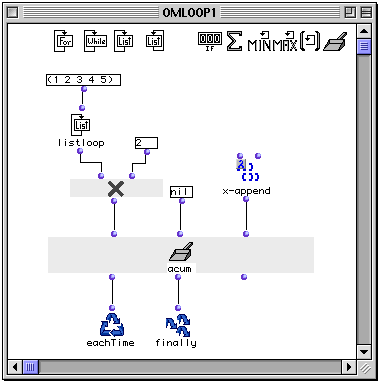 OMLOOP1
For While List List 000 IF Σ MIN MAX
(1 2 3 4 5)
List
listloop
2
nil
x-append
acum
eachTime finally